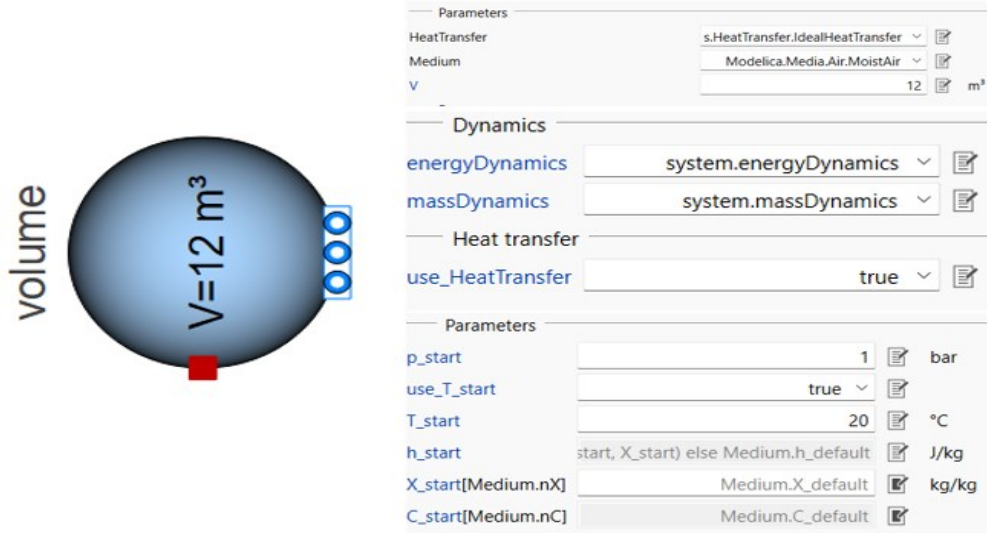 volume
V=12 m³
Parameters
HeatTransfer s.HeatTransfer.IdealHeatTransfer
Medium Modelica.Media.Air.MoistAir
V 12 m³
Dynamics
energyDynamics system.energyDynamics
massDynamics system.massDynamics
Heat transfer
use_HeatTransfer true
Parameters
p_start 1 bar
use_T_start true
T_start 20 °C
h_start start, X_start) else Medium.h_default J/kg
X_start[Medium.nX] Medium.X_default kg/kg
C_start[Medium.nC] Medium.C_default